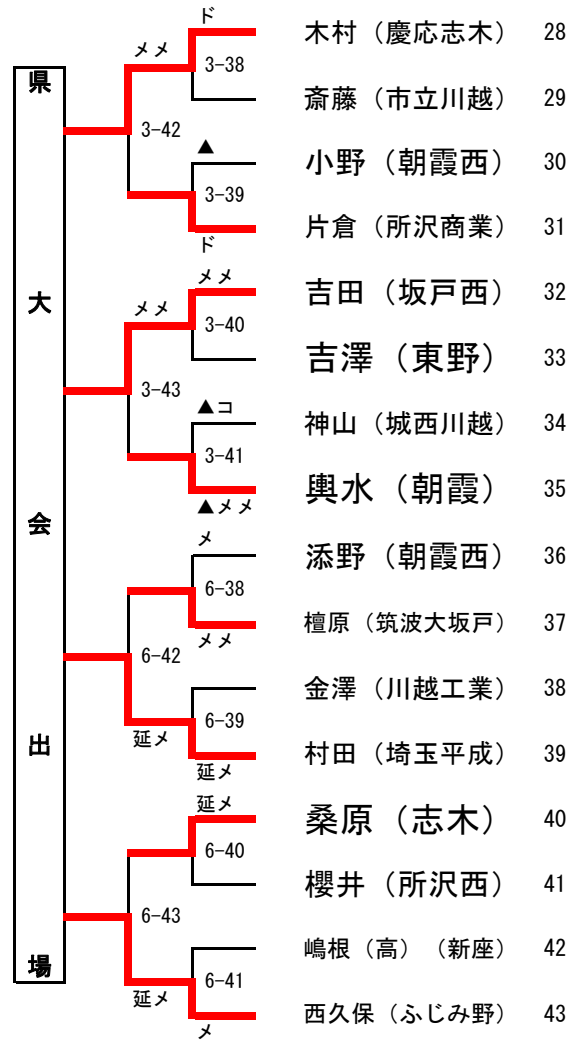 県大会出場
ド
木村（慶応志木） 28
メメ
3-38
斎藤（市立川越） 29
3-42
▲
小野（朝霞西） 30
3-39
片倉（所沢商業） 31
ド
メメ
吉田（坂戸西） 32
メメ
3-40
吉澤（東野） 33
3-43
▲コ
神山（城西川越） 34
3-41
輿水（朝霞） 35
▲メメ
メ
添野（朝霞西） 36
6-38
檀原（筑波大坂戸） 37
メメ
6-42
金澤（川越工業） 38
6-39
延メ
村田（埼玉平成） 39
延メ
延メ
桑原（志木） 40
6-40
櫻井（所沢西） 41
6-43
嶋根（高）（新座） 42
6-41
延メ
西久保（ふじみ野） 43
メ